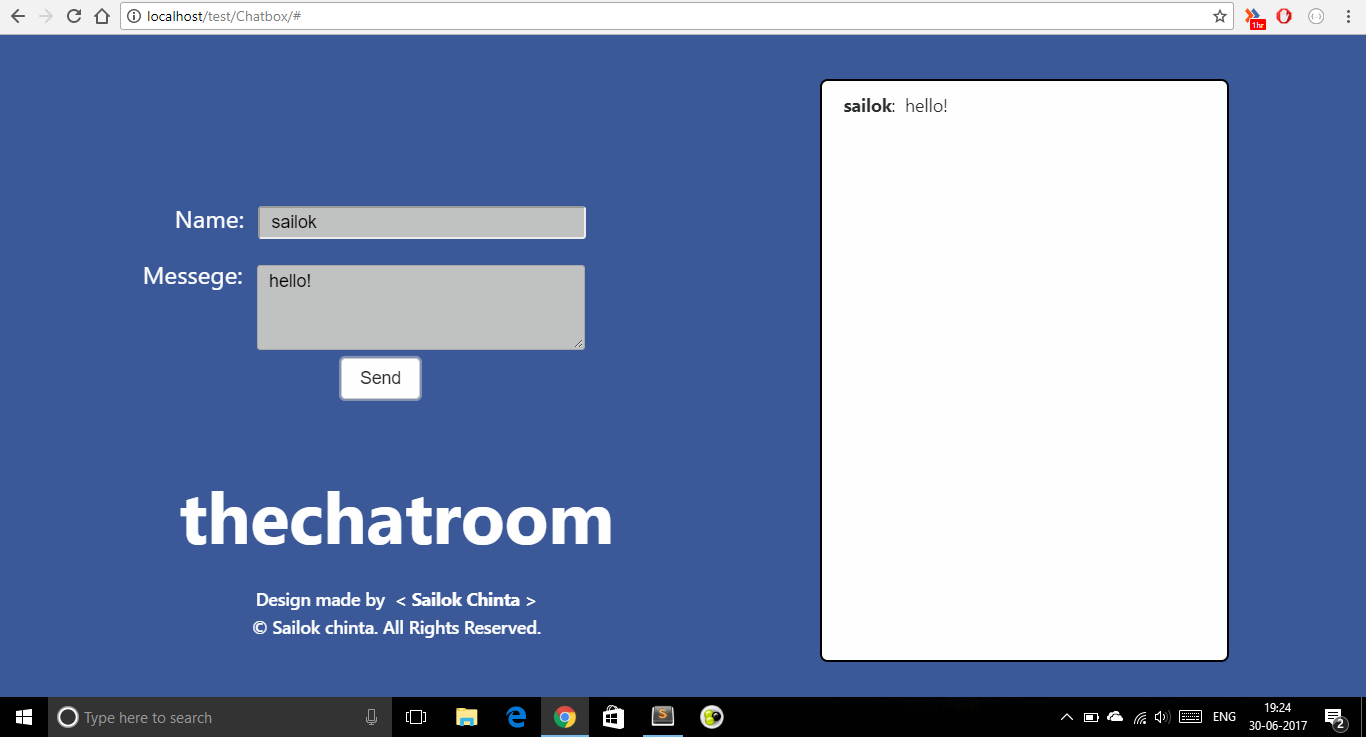 localhost/test/Chatbox/#
1hr
sailok: hello!
Name: sailok
Messege: hello!
Send
thechatroom
Design made by < Sailok Chinta >
© Sailok chinta. All Rights Reserved.
Type here to search
S
ENG
19:24
30-06-2017
2